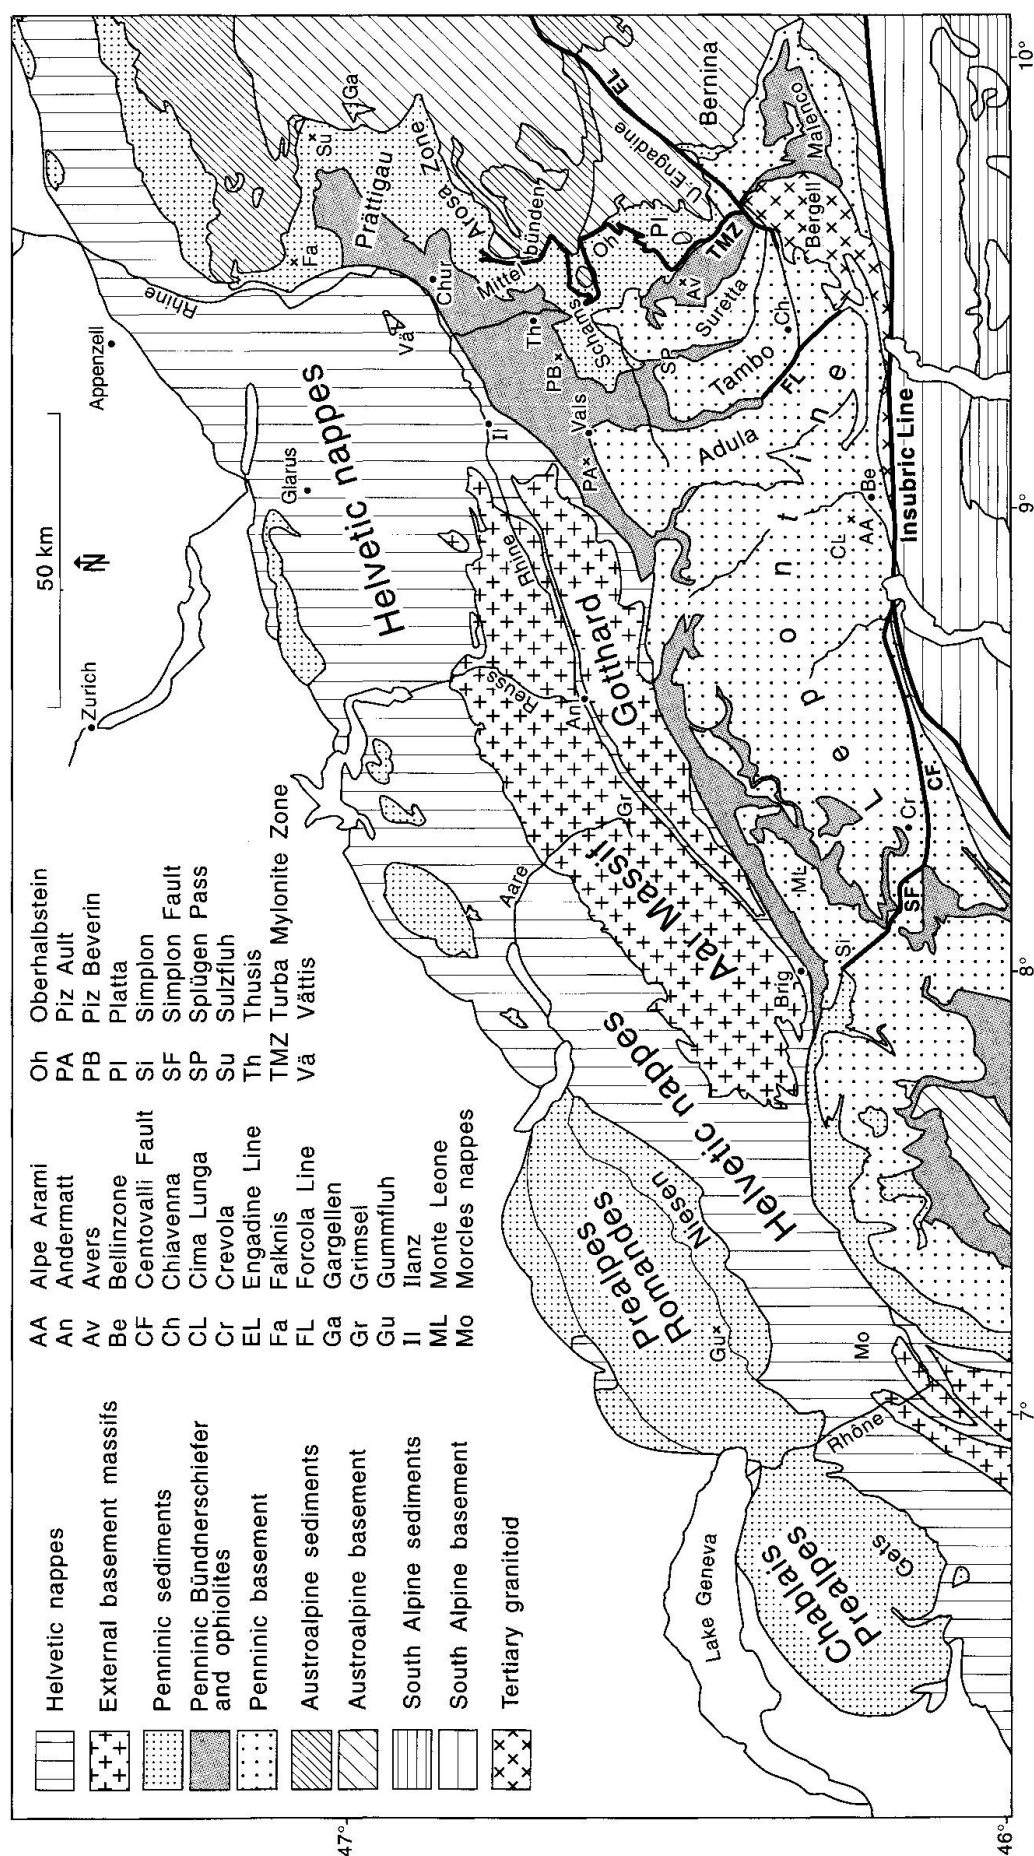 Helvetic nappes
External basement massifs
Penninic sediments
Penninic Bündnerschiefer
and ophiolites
Penninic basement
Austroalpine sediments
Austroalpine basement
South Alpine sediments
South Alpine basement
Tertiary granitoid
AA Alpe Arami
An Andermatt
Av Avers
Be Bellinzone
CF Centovalli Fault
Ch Chiavenna
CL Cima Lunga
Cr Crevola
EL Engadine Line
Fa Falknis
FL Forcola Line
Ga Gargellen
Gr Grimsel
Gu Gummfluh
Il Ilanz
ML Monte Leone
Mo Morcles nappes
Oh Oberhalbstein
PA Piz Ault
PB Piz Beverin
Pl Platta
Si Simplon
SF Simplon Fault
SP Splügen Pass
Su Sulzfluh
Th Thusis
TMZ Turba Mylonite Zone
Vä Vättis
50 km
N
Zurich
Appenzell
Rhine
Glarus
Helvetic nappes
Vä
Fa
Su
Ga
Prättigau
Chur
Arosa Zone
Mittelbünden
EL
Il
Th
PB
Schams
Oh
Pl
U-Engadine
Bernina
Reuss
Rhine
An
Gotthard
PA
Vals
SP
Av
Suretta
TMZ
Malenco
Bergell
Tambo
Ch
FL
Adula
Aare
Gr
Aar Massif
Brig
Helvetic nappes
Prealpes
Romandes
Niesen
Gu
Lake Geneva
Chablais
Prealpes
Gets
Rhône
Mo
Si
SF
ML
Cr
CF
Lepontine
CL
AA
Be
Insubric Line
47°
46°
7°
8°
9°
10°